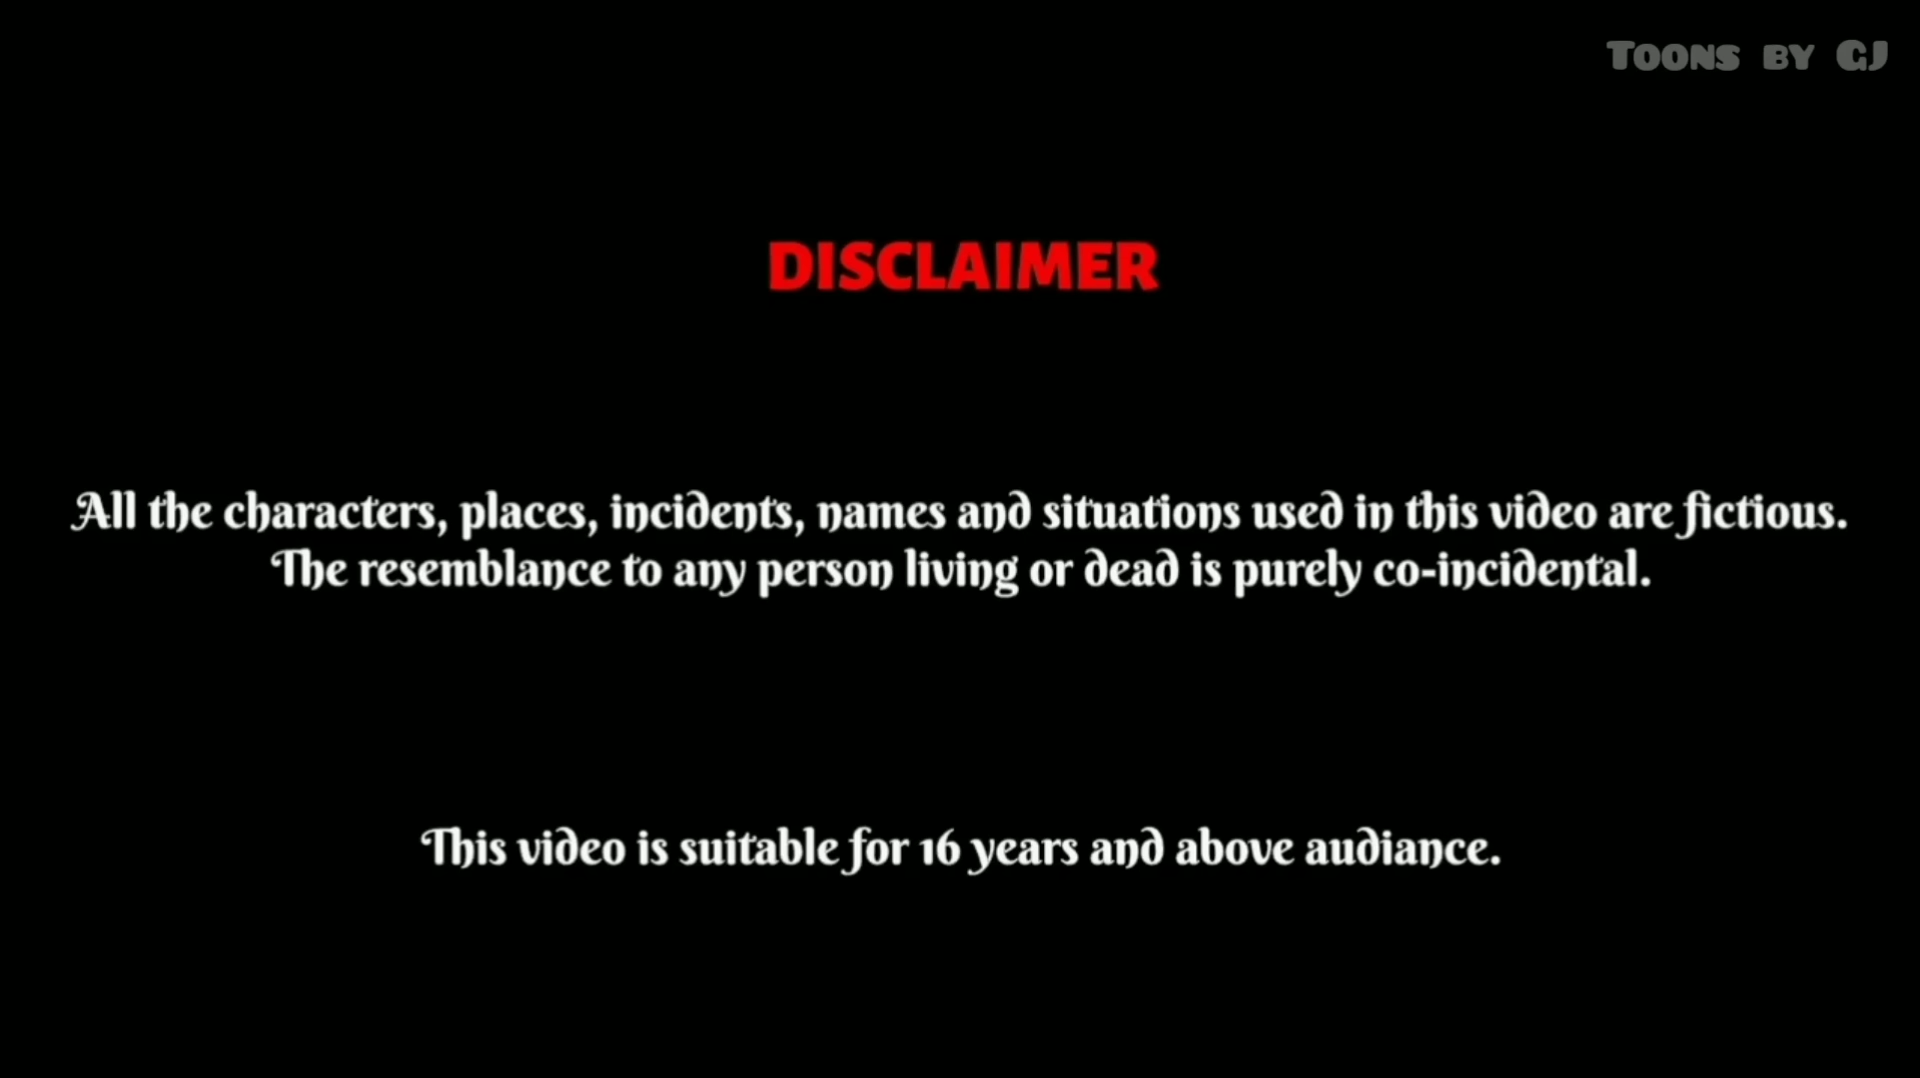 Toons by GJ
DISCLAIMER
All the characters, places, incidents, names and situations used in this video are fictious.
The resemblance to any person living or dead is purely co-incidental.
This video is suitable for 16 years and above audiance.